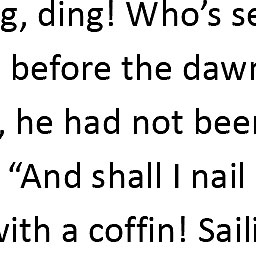 g, ding! Who’s se
before the dawn
, he had not been
“And shall I nail
with a coffin! Saili